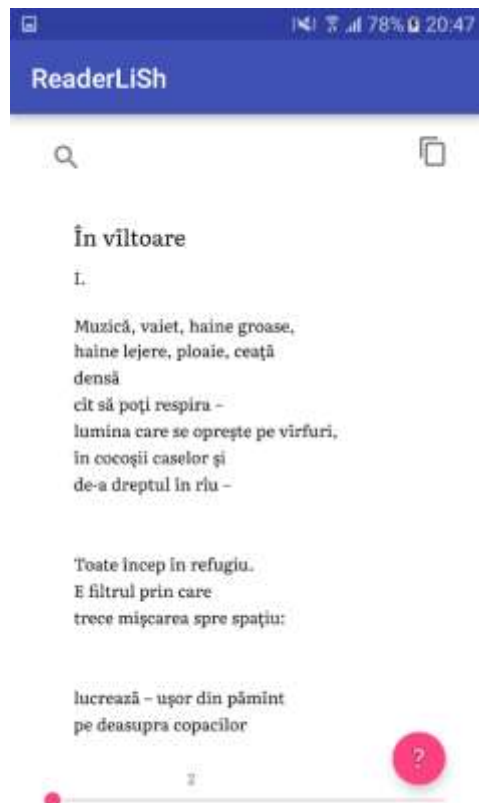 78% 20:47
ReaderLiSh
În vîltoare
I.
Muzică, vaiet, haine groase,
haine lejere, ploaie, ceață
densă
cît să poți respira –
lumina care se oprește pe vîrfuri,
în cocoșii caselor și
de-a dreptul în rîu –
Toate încep în refugiu.
E filtrul prin care
trece mișcarea spre spațiu:
lucrează – ușor din pămînt
pe deasupra copacilor
?
2